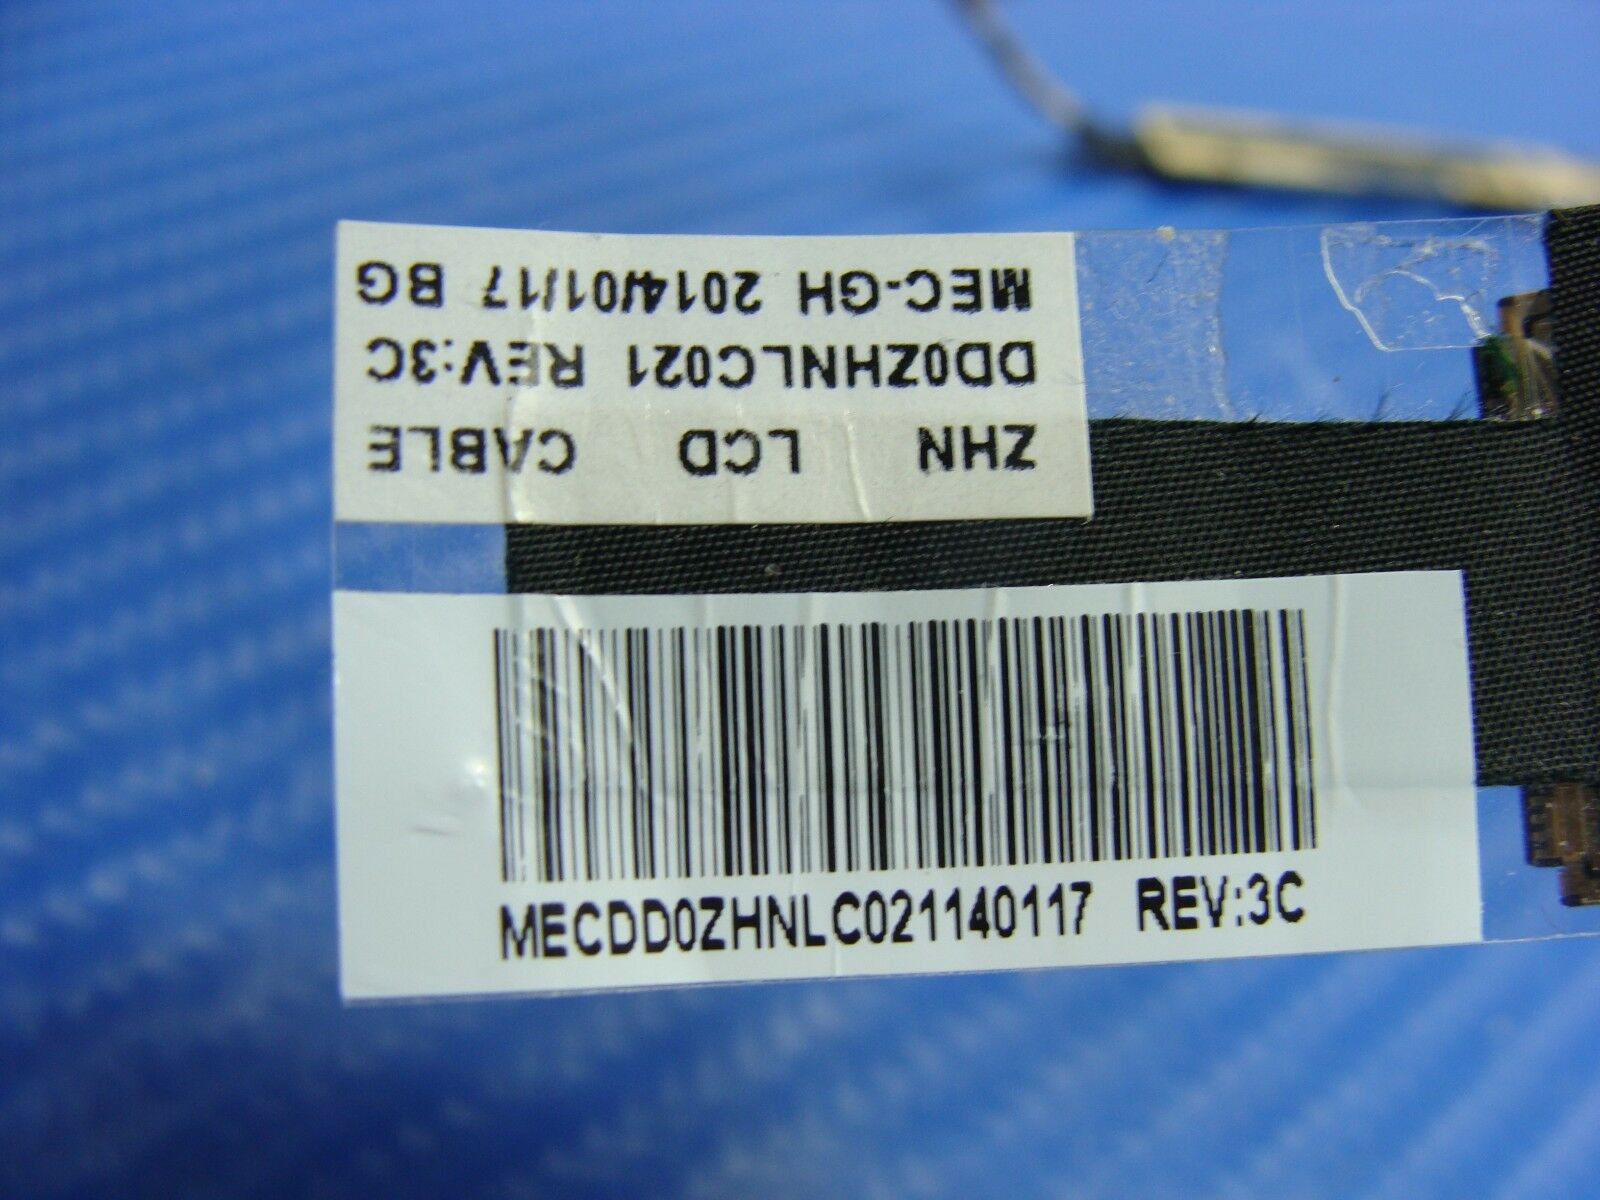 ZHN LCD CABLE
DD0ZHNLC021 REV:3C
MEC-GH 2014/01/17 BG
MECDD0ZHNLC021140117 REV:3C